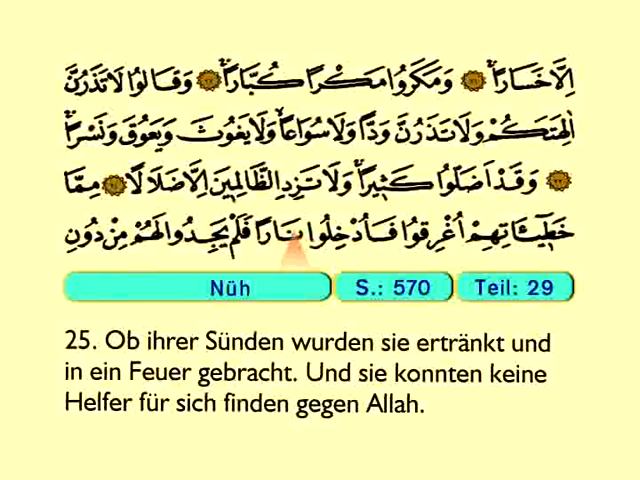 إِلَّا خَسَارًا ۝ وَمَكَرُوا مَكْرًا كُبَّارًا ۝ وَقَالُوا لَا تَذَرُنَّ
آلِهَتَكُمْ وَلَا تَذَرُنَّ وَدًّا وَلَا سُوَاعًا وَلَا يَغُوثَ وَيَعُوقَ وَنَسْرًا
۝ وَقَدْ أَضَلُّوا كَثِيرًا وَلَا تَزِدِ الظَّالِمِينَ إِلَّا ضَلَالًا ۝ مِمَّا
خَطِيئَاتِهِمْ أُغْرِقُوا فَأُدْخِلُوا نَارًا فَلَمْ يَجِدُوا لَهُمْ مِنْ دُونِ
Nüh S.: 570 Teil: 29
25. Ob ihrer Sünden wurden sie ertränkt und
in ein Feuer gebracht. Und sie konnten keine
Helfer für sich finden gegen Allah.